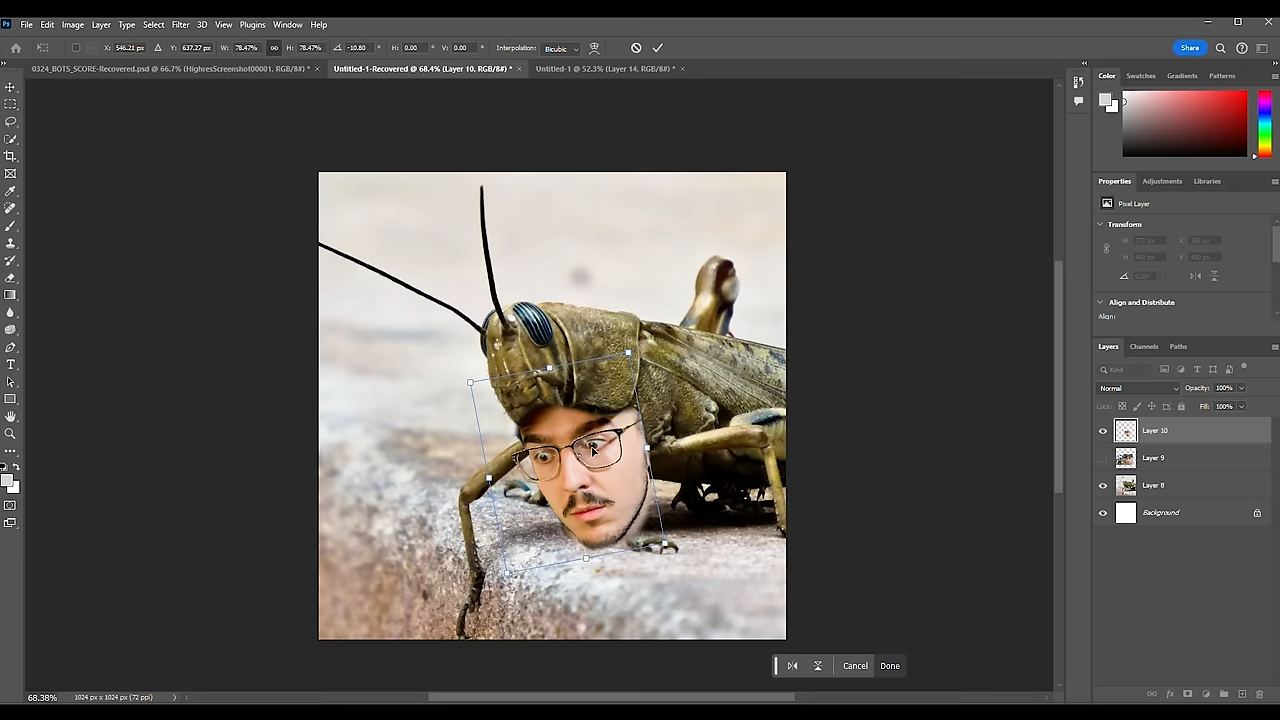 Ps File Edit Image Layer Type Select Filter 3D View Plugins Window Help
X: 546.21 px Y: 637.27 px W: 78.47% H: 78.47% -10.80 ° H: 0.00 ° V: 0.00 ° Interpolation: Bicubic Share
0324_BOTS_SCORE-Recovered.psd @ 66.7% (HighresScreenshot00001, RGB/8#) * × Untitled-1-Recovered @ 68.4% (Layer 10, RGB/8#) * × Untitled-1 @ 52.3% (Layer 14, RGB/8#) * ×
Color Swatches Gradients Patterns
Properties Adjustments Libraries
Pixel Layer
Transform
W 772 px X
H Y
0.00°
Align and Distribute
Align:
Layers Channels Paths
Kind
Normal Opacity: 100%
Lock: Fill: 100%
Layer 10
Layer 9
Layer 8
Background
Cancel Done
68.38% 1024 px x 1024 px (72 ppi)